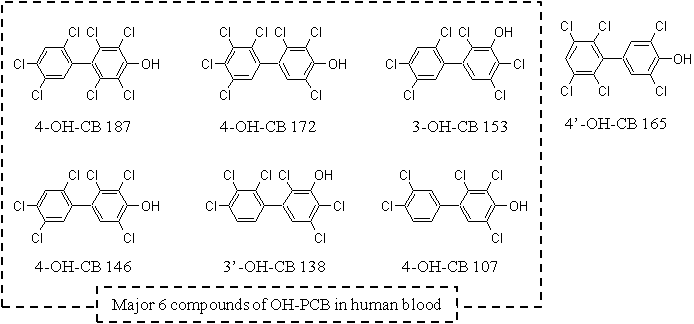 Cl Cl Cl
Cl OH
Cl Cl Cl
4-OH-CB 187
Cl Cl Cl Cl
Cl OH
Cl Cl
4-OH-CB 172
Cl Cl OH
Cl Cl
Cl Cl
3-OH-CB 153
Cl Cl Cl
OH
Cl Cl Cl
4’-OH-CB 165
Cl Cl Cl
Cl OH
Cl Cl
4-OH-CB 146
Cl Cl Cl OH
Cl Cl
Cl
3’-OH-CB 138
Cl Cl Cl
Cl OH
Cl
4-OH-CB 107
Major 6 compounds of OH-PCB in human blood